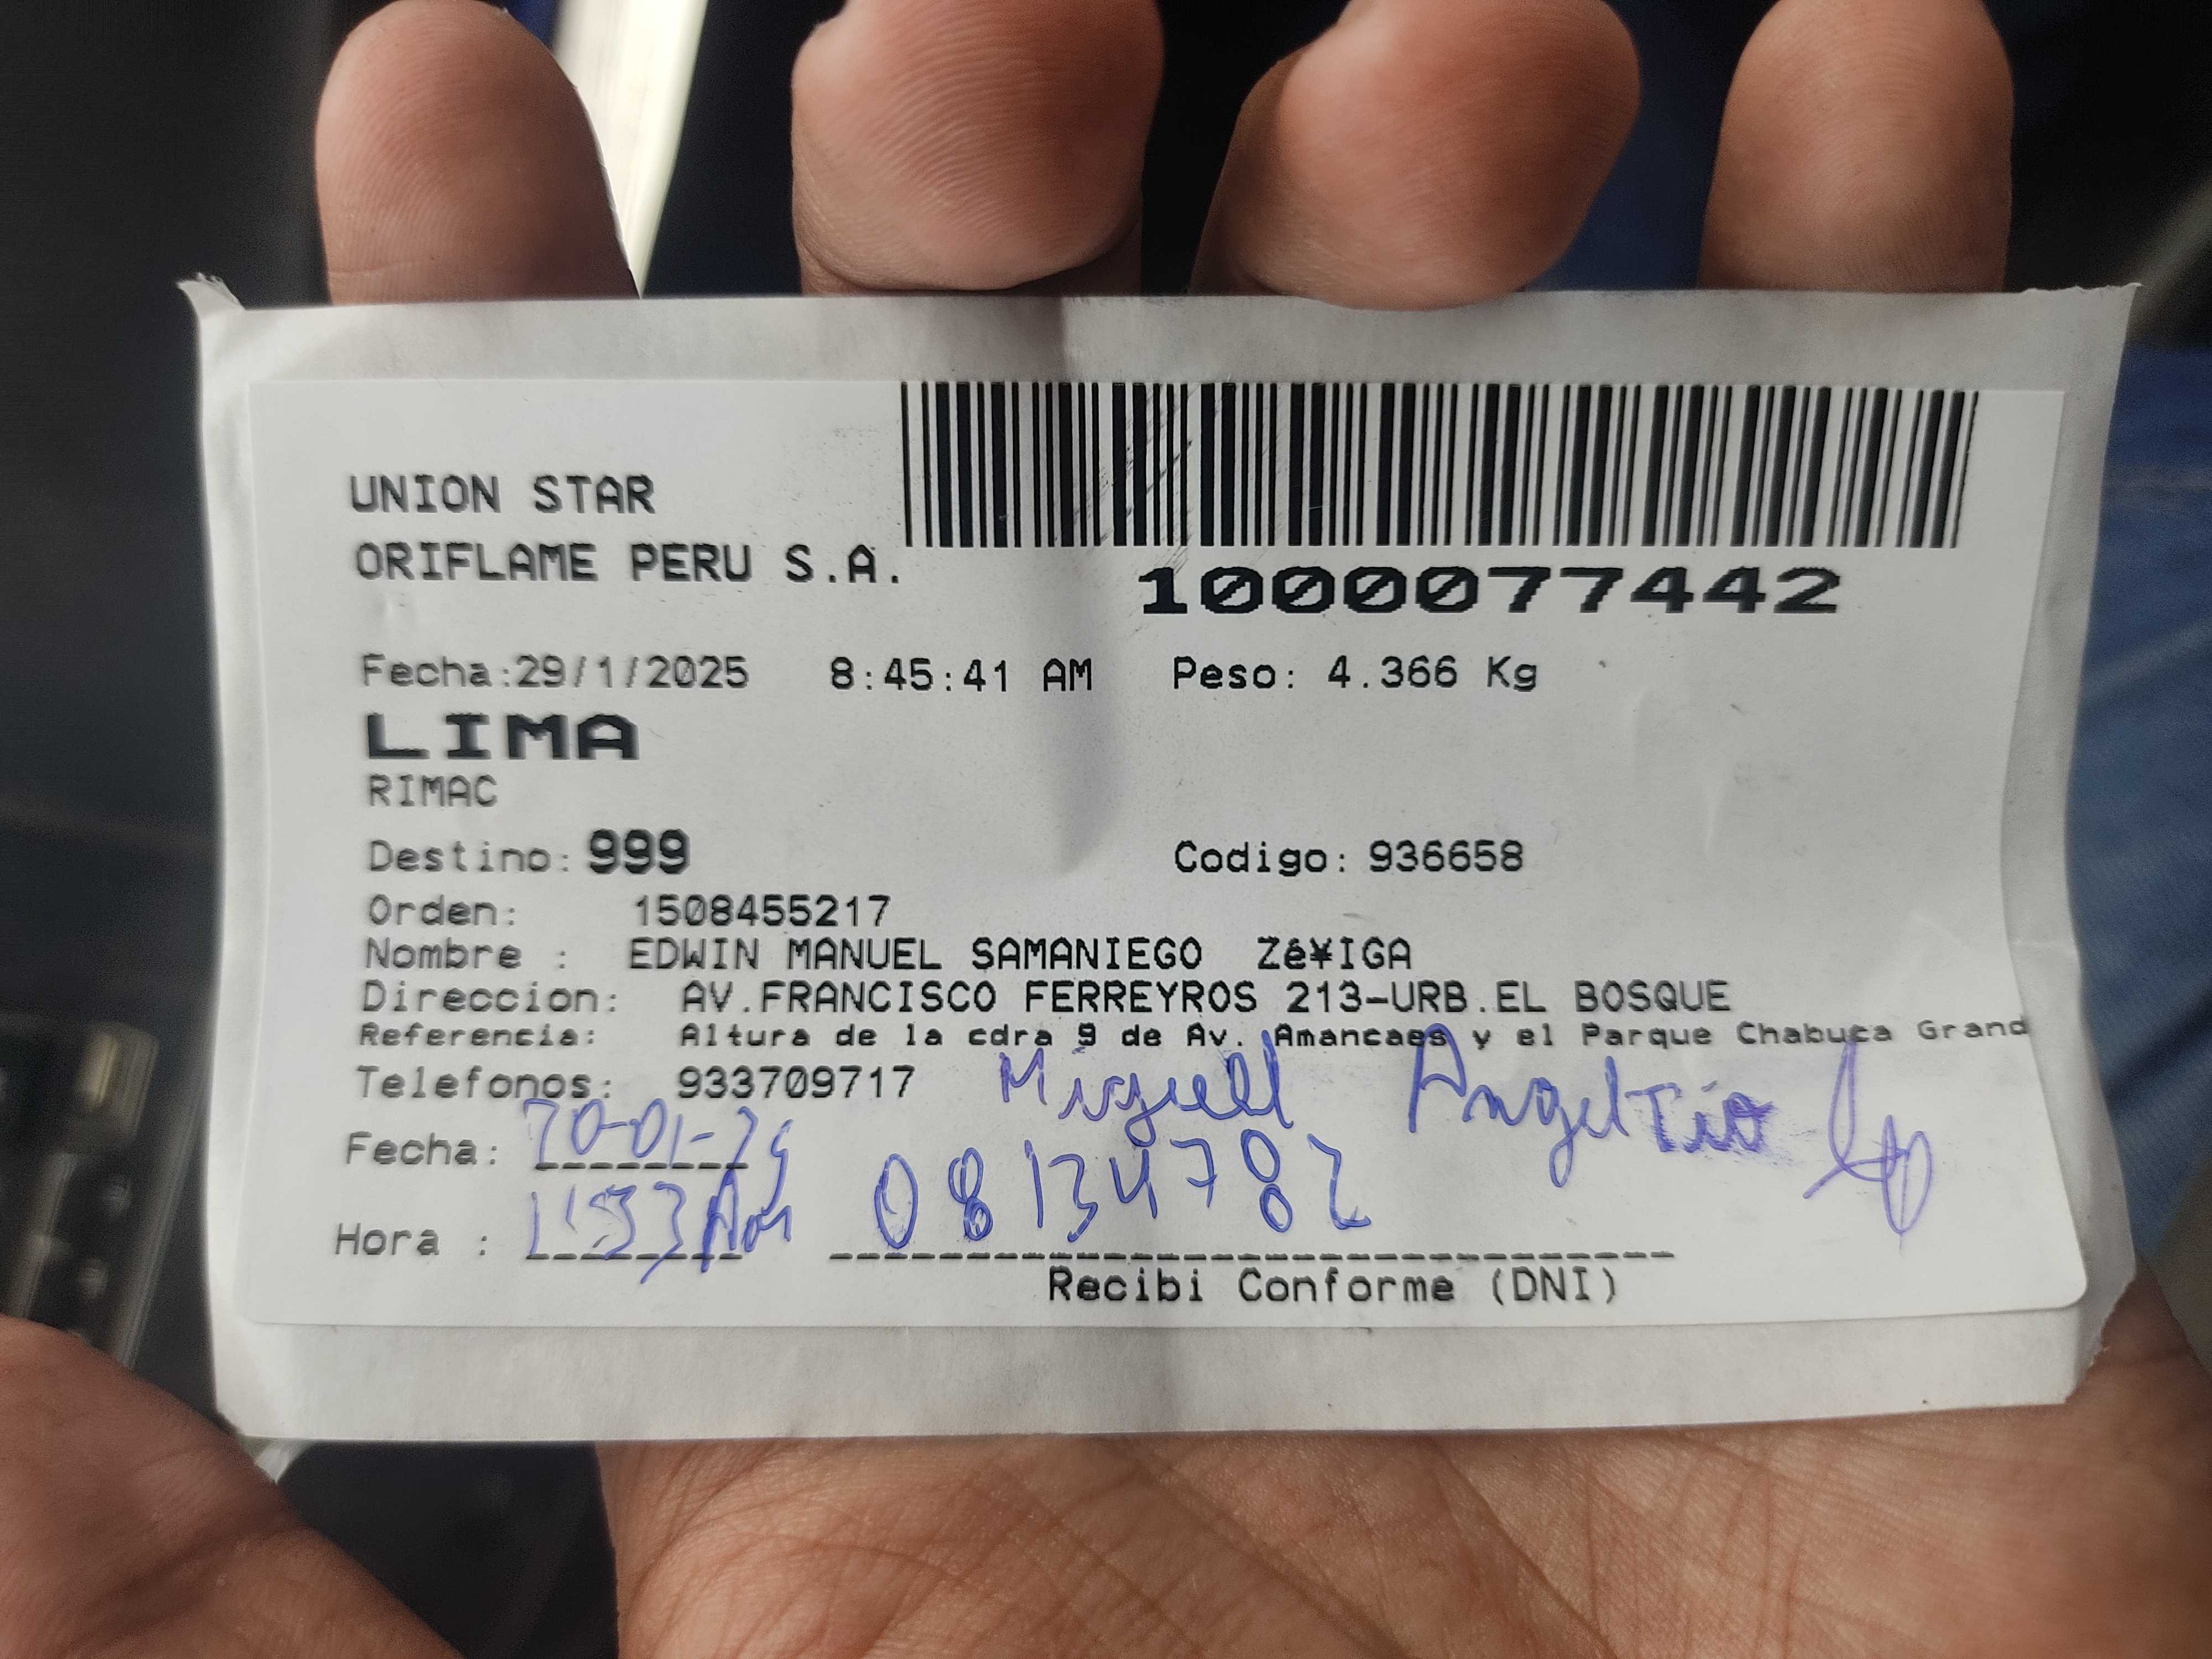 UNION STAR
ORIFLAME PERU S.A.
1000077442
Fecha:29/1/2025 8:45:41 AM Peso: 4.366 Kg
LIMA
RIMAC
Destino: 999 Codigo: 936658
Orden: 1508455217
Nombre : EDWIN MANUEL SAMANIEGO Zê¥IGA
Direccion: AV.FRANCISCO FERREYROS 213-URB.EL BOSQUE
Referencia: Altura de la cdra 9 de Av. Amancaes y el Parque Chabuca Grand
Telefonos: 933709717 Miguel Angel Tio
Fecha: 08134782
Hora :
Recibi Conforme (DNI)